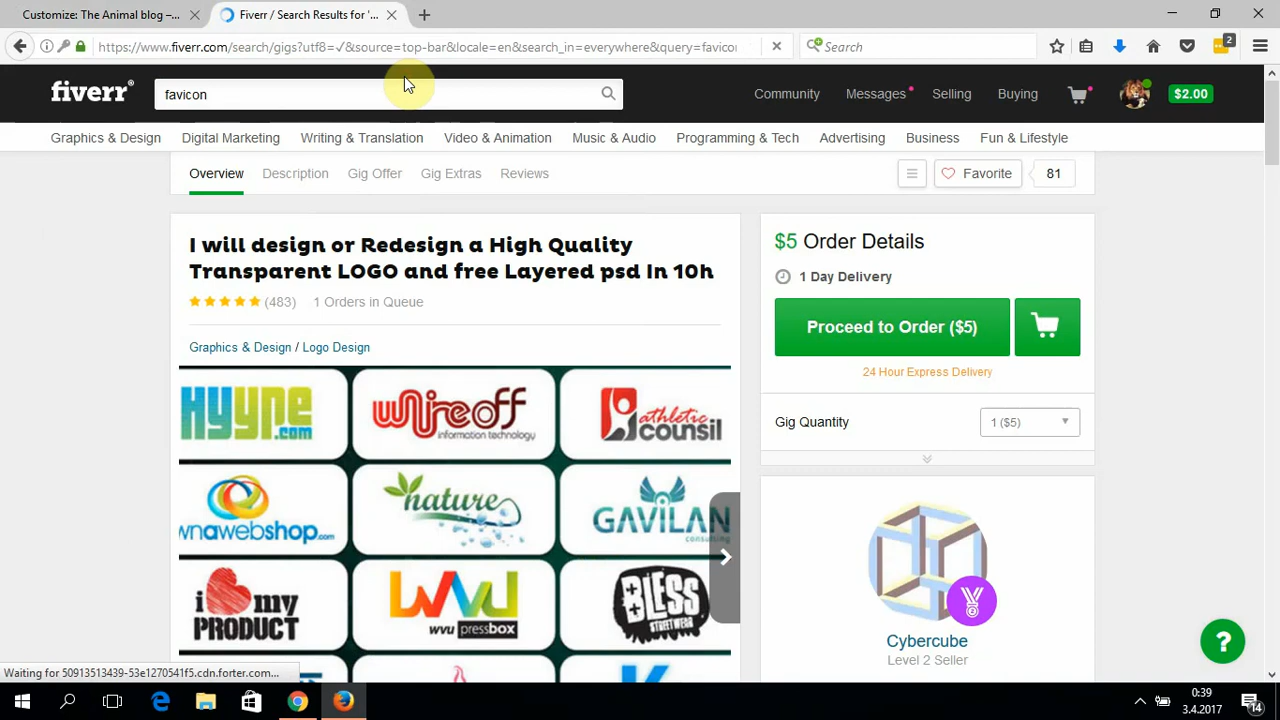 Customize: The Animal blog –...
Fiverr / Search Results for '...
https://www.fiverr.com/search/gigs?utf8=✓&source=top-bar&locale=en&search_in=everywhere&query=favicon
Search
2
fiverr®
favicon
Community
Messages
Selling
Buying
$2.00
Graphics & Design
Digital Marketing
Writing & Translation
Video & Animation
Music & Audio
Programming & Tech
Advertising
Business
Fun & Lifestyle
Overview
Description
Gig Offer
Gig Extras
Reviews
Favorite
81
I will design or Redesign a High Quality
Transparent LOGO and free Layered psd In 10h
(483)
1 Orders in Queue
Graphics & Design / Logo Design
$5 Order Details
1 Day Delivery
Proceed to Order ($5)
24 Hour Express Delivery
Gig Quantity
1 ($5)
Hyype.com
wireoff
information technology
athletic
counsil
wnawebshop.com
nature
GAVILAN
consulting
i my
PRODUCT
WVU
wvu pressbox
BLESS
STREETWEAR
Cybercube
Level 2 Seller
?
Waiting for 50913513439-53e1270541f5.cdn.forter.com...
0:39
3.4.2017
14